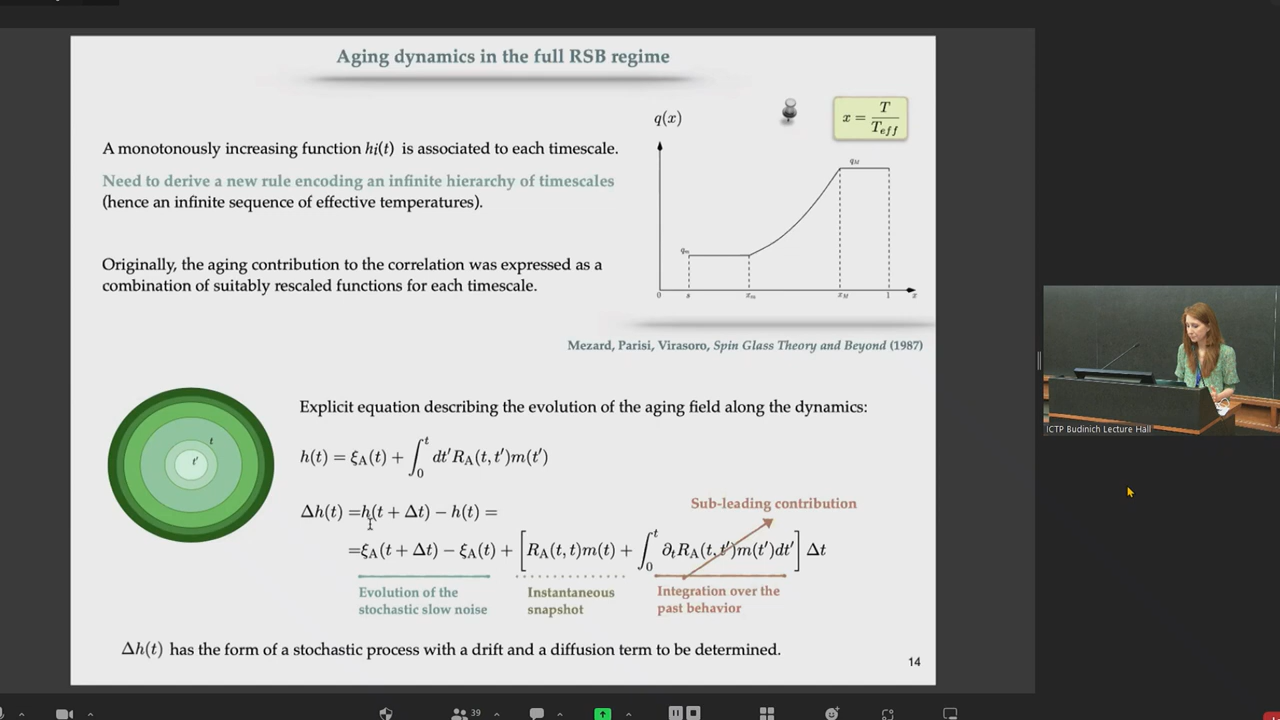 Aging dynamics in the full RSB regime
A monotonously increasing function hi(t) is associated to each timescale.
Need to derive a new rule encoding an infinite hierarchy of timescales
(hence an infinite sequence of effective temperatures).
Originally, the aging contribution to the correlation was expressed as a
combination of suitably rescaled functions for each timescale.
q(x)
x = T / T_eff
q_M
q_m
0
x_m
x_M
1
x
Mezard, Parisi, Virasoro, Spin Glass Theory and Beyond (1987)
t
t'
Explicit equation describing the evolution of the aging field along the dynamics:
h(t) = ξ_A(t) + ∫_0^t dt' R_A(t, t')m(t')
Δh(t) =h(t + Δt) − h(t) =
Sub-leading contribution
=ξ_A(t + Δt) − ξ_A(t) + [R_A(t, t)m(t) + ∫_0^t ∂_t R_A(t, t')m(t')dt'] Δt
Evolution of the
stochastic slow noise
Instantaneous
snapshot
Integration over the
past behavior
Δh(t) has the form of a stochastic process with a drift and a diffusion term to be determined.
14
ICTP Budinich Lecture Hall
39